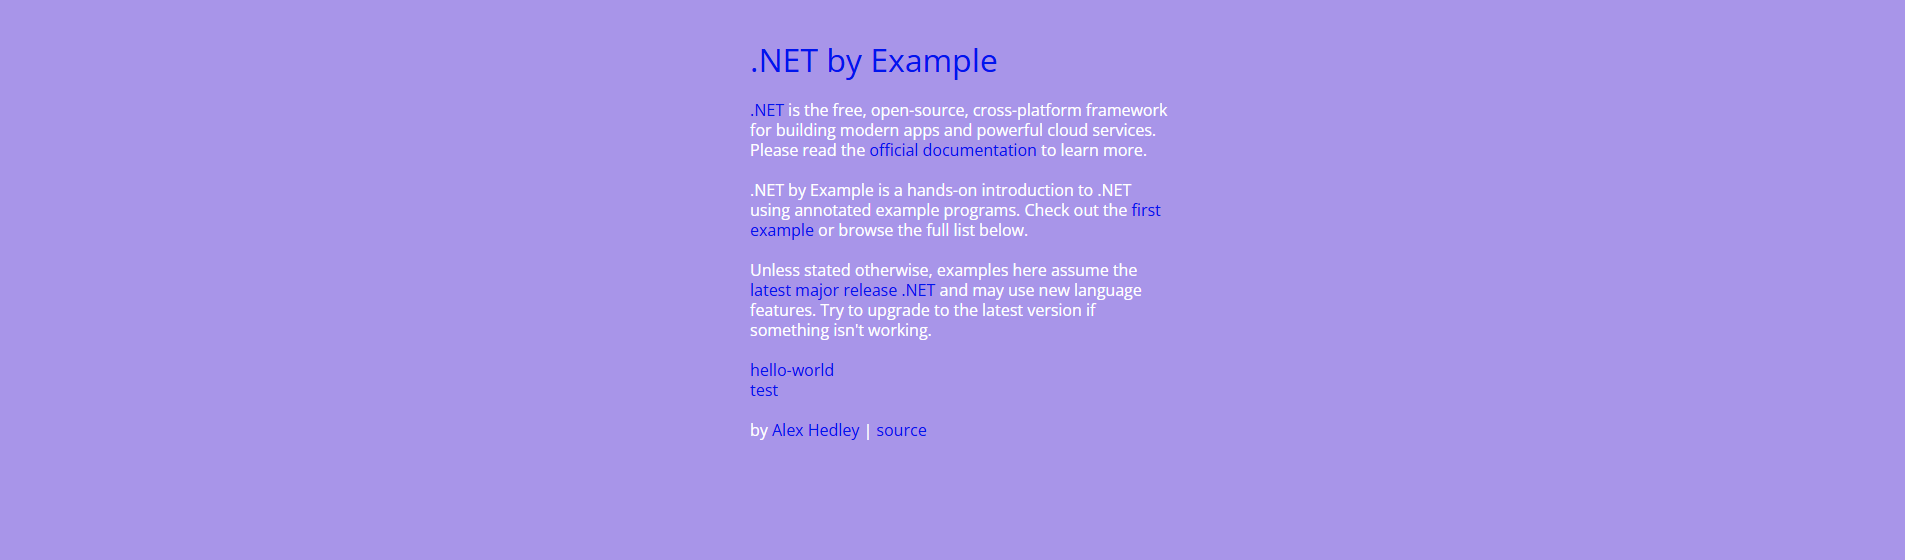 .NET by Example
.NET is the free, open-source, cross-platform framework
for building modern apps and powerful cloud services.
Please read the official documentation to learn more.
.NET by Example is a hands-on introduction to .NET
using annotated example programs. Check out the first
example or browse the full list below.
Unless stated otherwise, examples here assume the
latest major release .NET and may use new language
features. Try to upgrade to the latest version if
something isn't working.
hello-world
test
by Alex Hedley | source